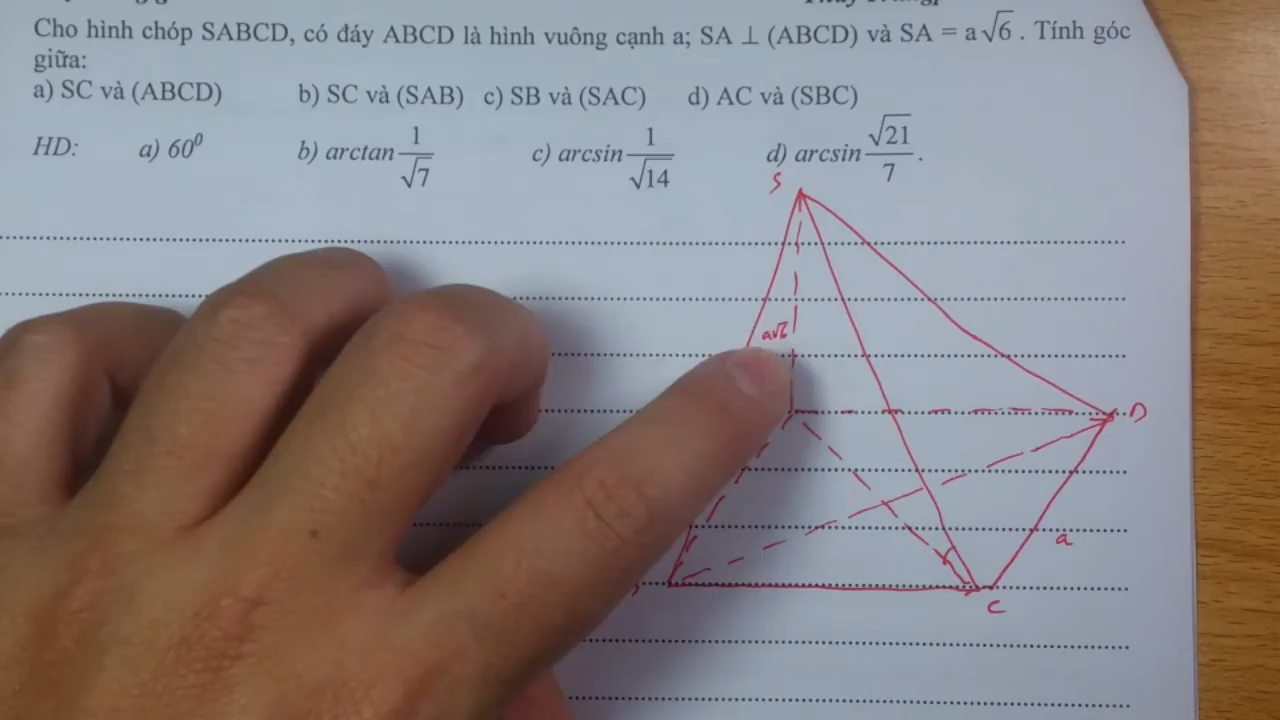 Cho hình chóp SABCD, có đáy ABCD là hình vuông cạnh a; SA ⊥ (ABCD) và SA = a√6 . Tính góc
giữa:
a) SC và (ABCD) b) SC và (SAB) c) SB và (SAC) d) AC và (SBC)
HD: a) 60⁰ b) arctan 1/√7 c) arcsin 1/√14 d) arcsin √21/7 .
S
a√6
D
a
C